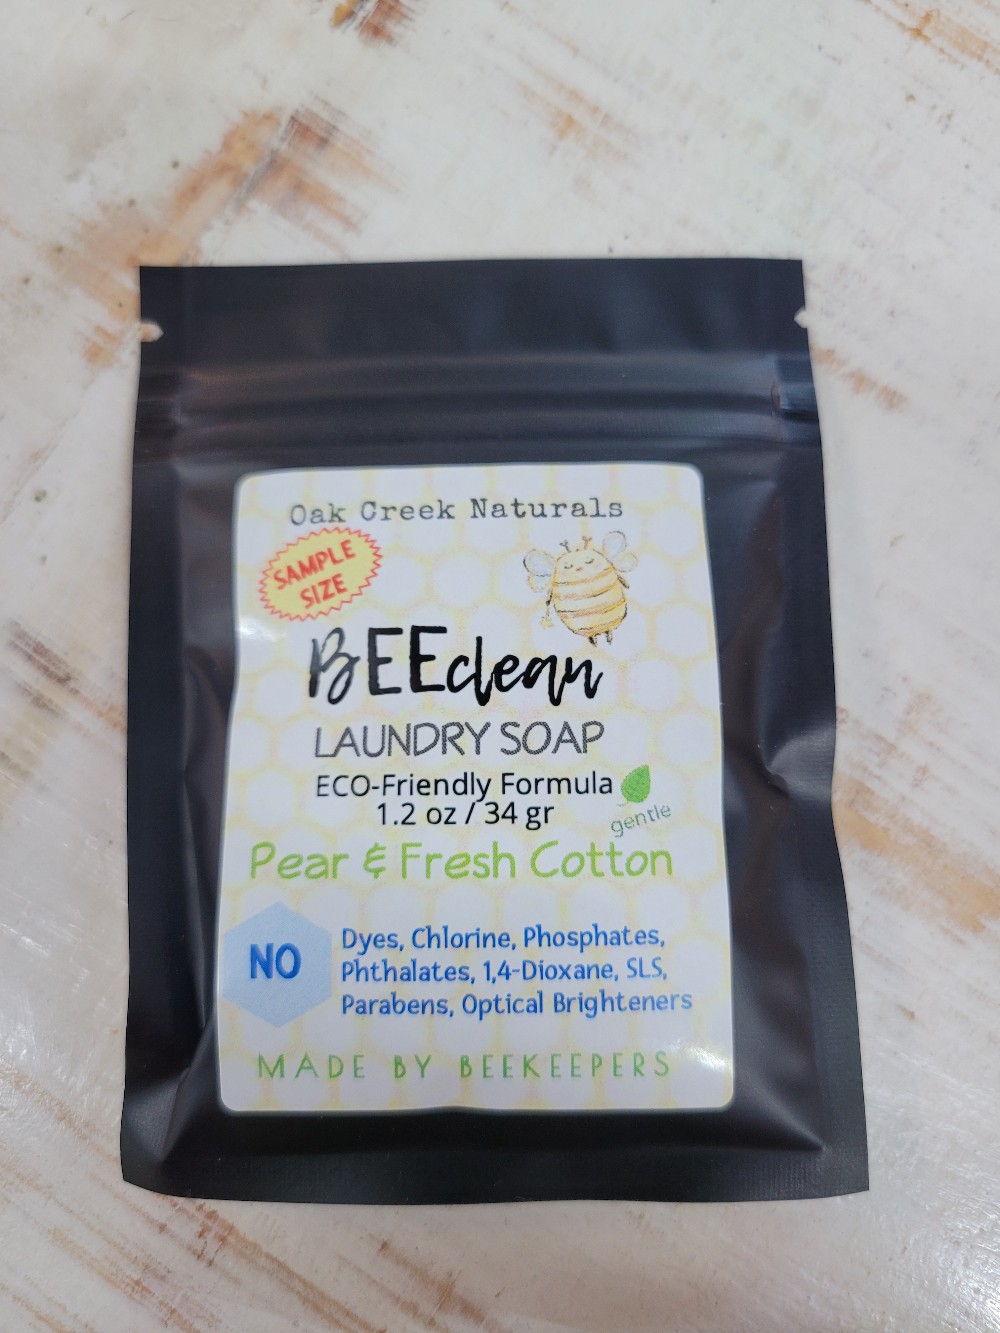 Oak Creek Naturals
SAMPLE
SIZE
BEEclean
LAUNDRY SOAP
ECO-Friendly Formula
1.2 oz / 34 gr
gentle
Pear & Fresh Cotton
NO
Dyes, Chlorine, Phosphates,
Phthalates, 1,4-Dioxane, SLS,
Parabens, Optical Brighteners
MADE BY BEEKEEPERS